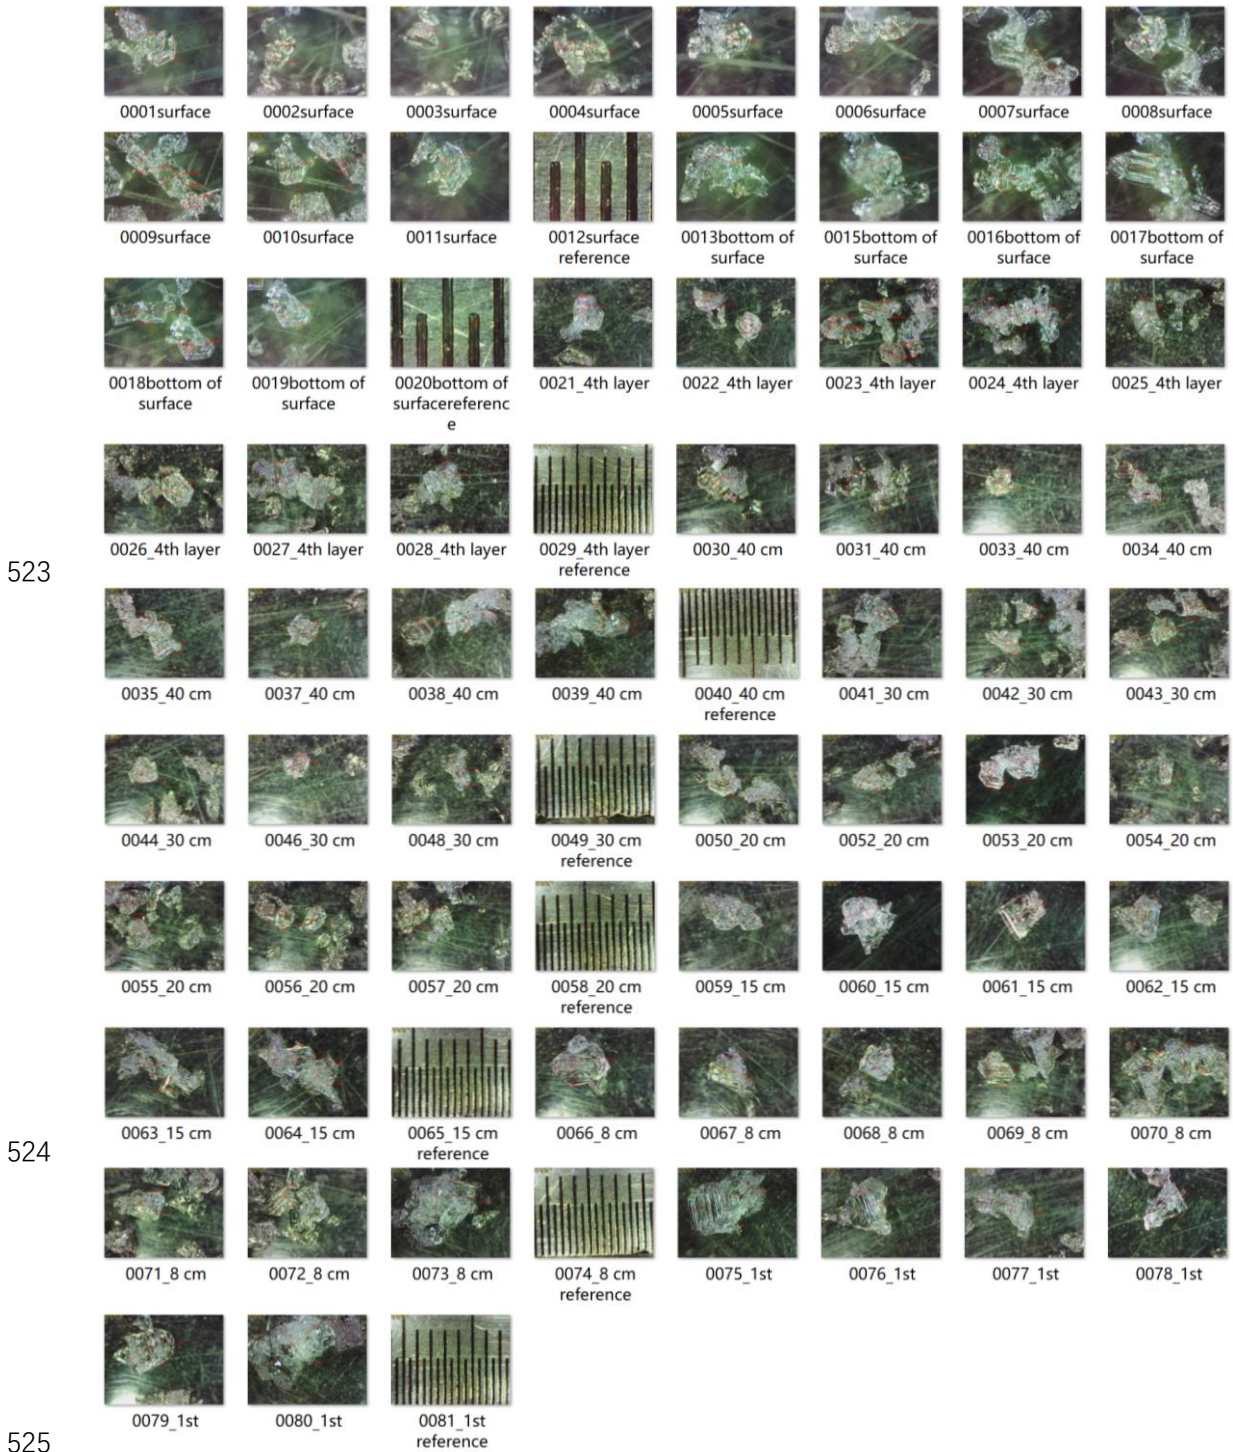 0001surface 0002surface 0003surface 0004surface 0005surface 0006surface 0007surface 0008surface
0009surface 0010surface 0011surface 0012surface reference 0013bottom of surface 0015bottom of surface 0016bottom of surface 0017bottom of surface
0018bottom of surface 0019bottom of surface 0020bottom of surfacereference 0021_4th layer 0022_4th layer 0023_4th layer 0024_4th layer 0025_4th layer
0026_4th layer 0027_4th layer 0028_4th layer 0029_4th layer reference 0030_40 cm 0031_40 cm 0033_40 cm 0034_40 cm
523
0035_40 cm 0037_40 cm 0038_40 cm 0039_40 cm 0040_40 cm reference 0041_30 cm 0042_30 cm 0043_30 cm
0044_30 cm 0046_30 cm 0048_30 cm 0049_30 cm reference 0050_20 cm 0052_20 cm 0053_20 cm 0054_20 cm
0055_20 cm 0056_20 cm 0057_20 cm 0058_20 cm reference 0059_15 cm 0060_15 cm 0061_15 cm 0062_15 cm
0063_15 cm 0064_15 cm 0065_15 cm reference 0066_8 cm 0067_8 cm 0068_8 cm 0069_8 cm 0070_8 cm
524
0071_8 cm 0072_8 cm 0073_8 cm 0074_8 cm reference 0075_1st 0076_1st 0077_1st 0078_1st
0079_1st 0080_1st 0081_1st reference
525